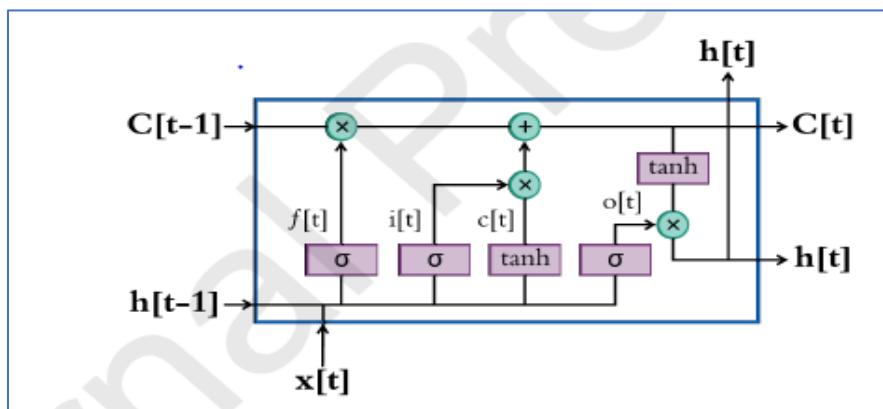 h[t]
C[t-1] × + C[t]
tanh
× o[t]
f[t] i[t] c[t] ×
σ σ tanh σ h[t]
h[t-1]
x[t]